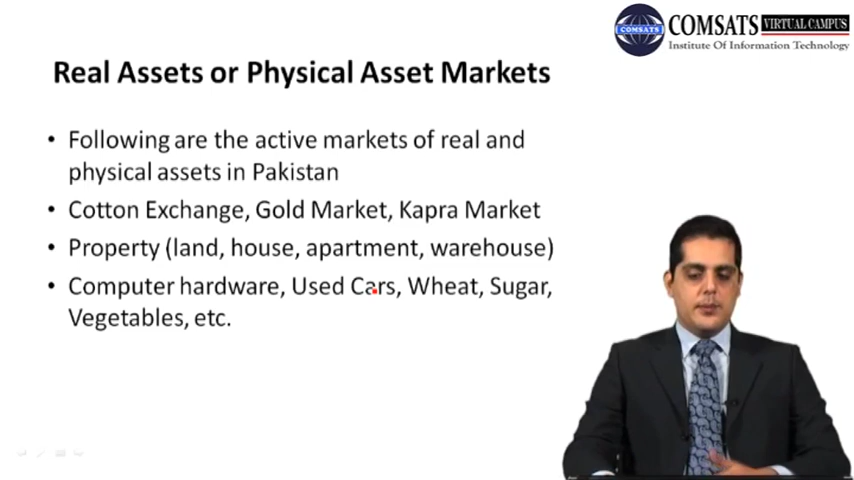 COMSATS VIRTUAL CAMPUS
COMSATS
Institute Of Information Technology
Real Assets or Physical Asset Markets
• Following are the active markets of real and
physical assets in Pakistan
• Cotton Exchange, Gold Market, Kapra Market
• Property (land, house, apartment, warehouse)
• Computer hardware, Used Cars, Wheat, Sugar,
Vegetables, etc.